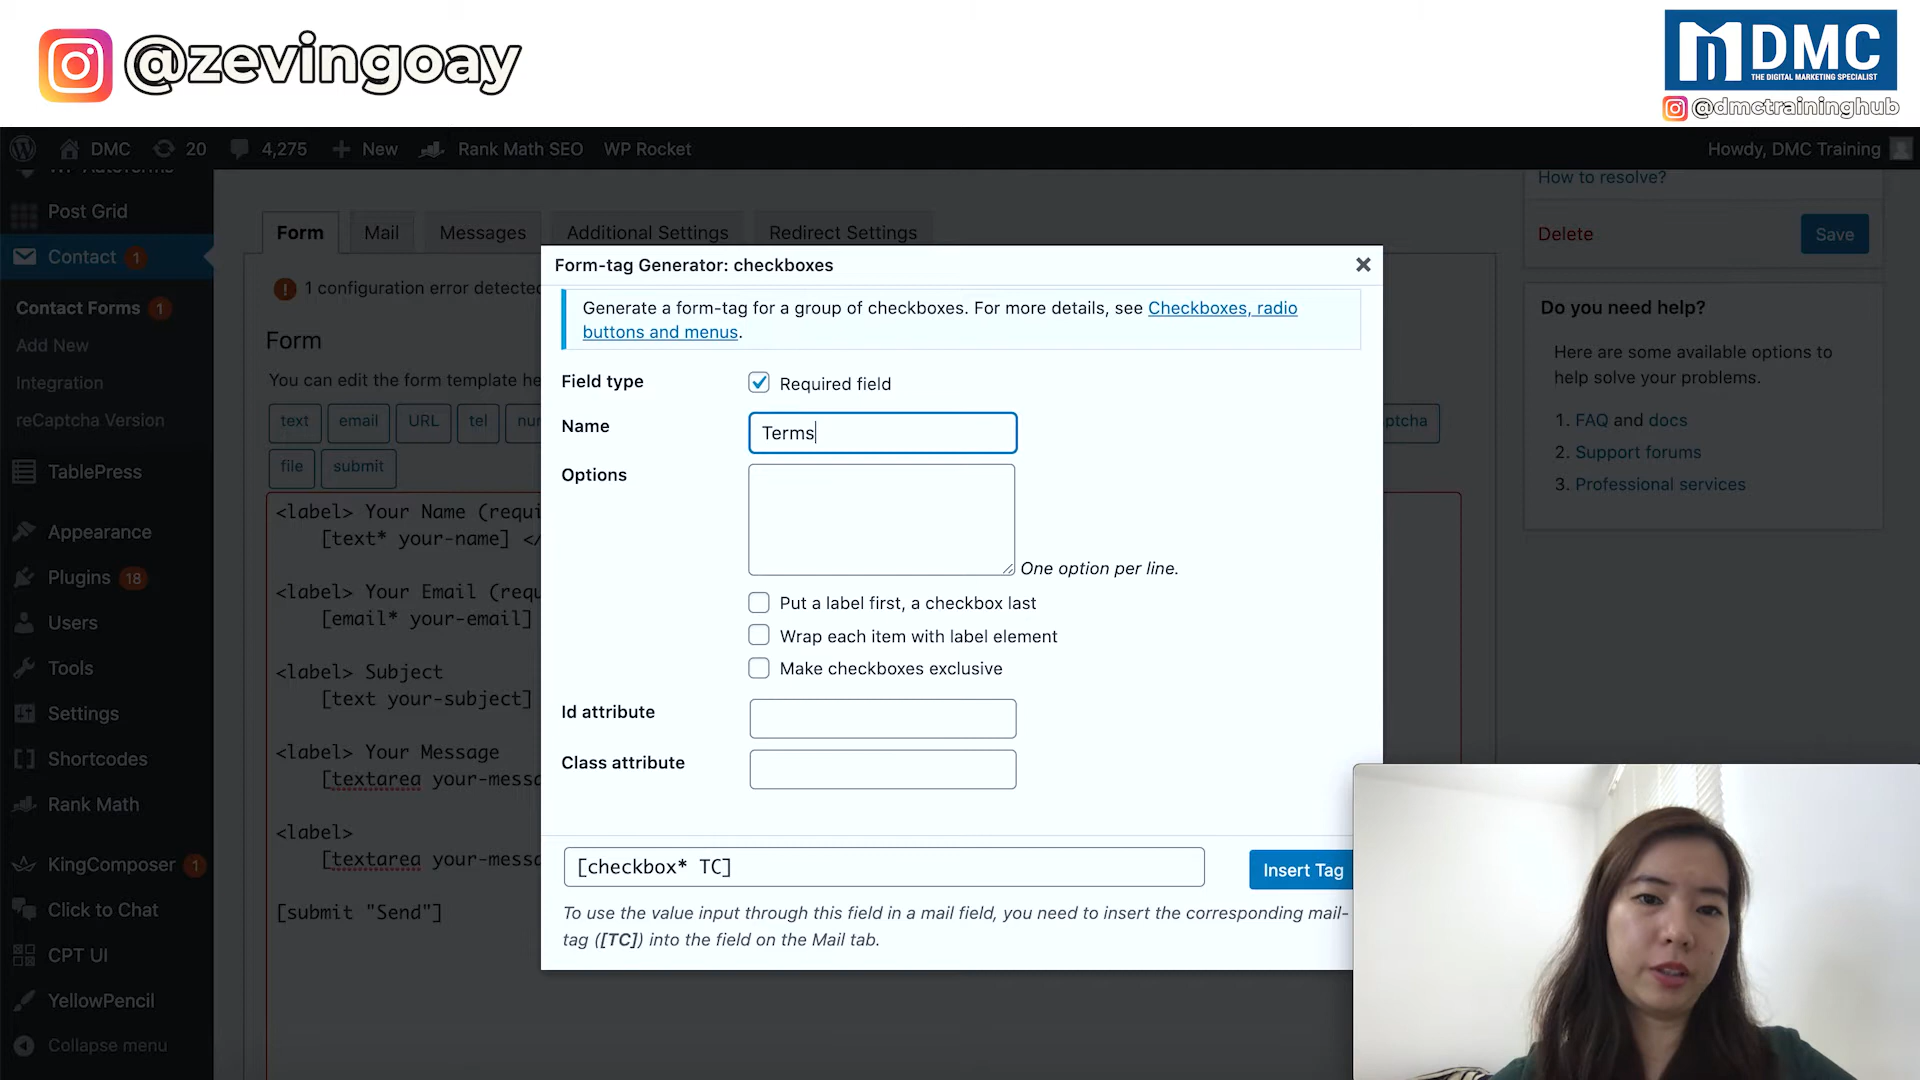 @zevingoay
DMC
THE DIGITAL MARKETING SPECIALIST
@dmctraininghub
DMC
20
4,275
New
Rank Math SEO
WP Rocket
Howdy, DMC Training
WP AutoTerms
Post Grid
Contact 1
Contact Forms 1
Add New
Integration
reCaptcha Version
TablePress
Appearance
Plugins 18
Users
Tools
Settings
Shortcodes
Rank Math
KingComposer 1
Click to Chat
CPT UI
YellowPencil
Collapse menu
Form
Mail
Messages
Additional Settings
Redirect Settings
1 configuration error detected
Form
You can edit the form template he
text
email
URL
tel
nun
ptcha
file
submit
<label> Your Name (requi
[text* your-name] </
<label> Your Email (requ
[email* your-email]
<label> Subject
[text your-subject]
<label> Your Message
[textarea your-messa
<label>
[textarea your-messa
[submit "Send"]
Form-tag Generator: checkboxes
Generate a form-tag for a group of checkboxes. For more details, see Checkboxes, radio
buttons and menus.
Field type
Required field
Name
Terms
Options
One option per line.
Put a label first, a checkbox last
Wrap each item with label element
Make checkboxes exclusive
Id attribute
Class attribute
[checkbox* TC]
Insert Tag
To use the value input through this field in a mail field, you need to insert the corresponding mail-
tag ([TC]) into the field on the Mail tab.
How to resolve?
Delete
Save
Do you need help?
Here are some available options to
help solve your problems.
1. FAQ and docs
2. Support forums
3. Professional services